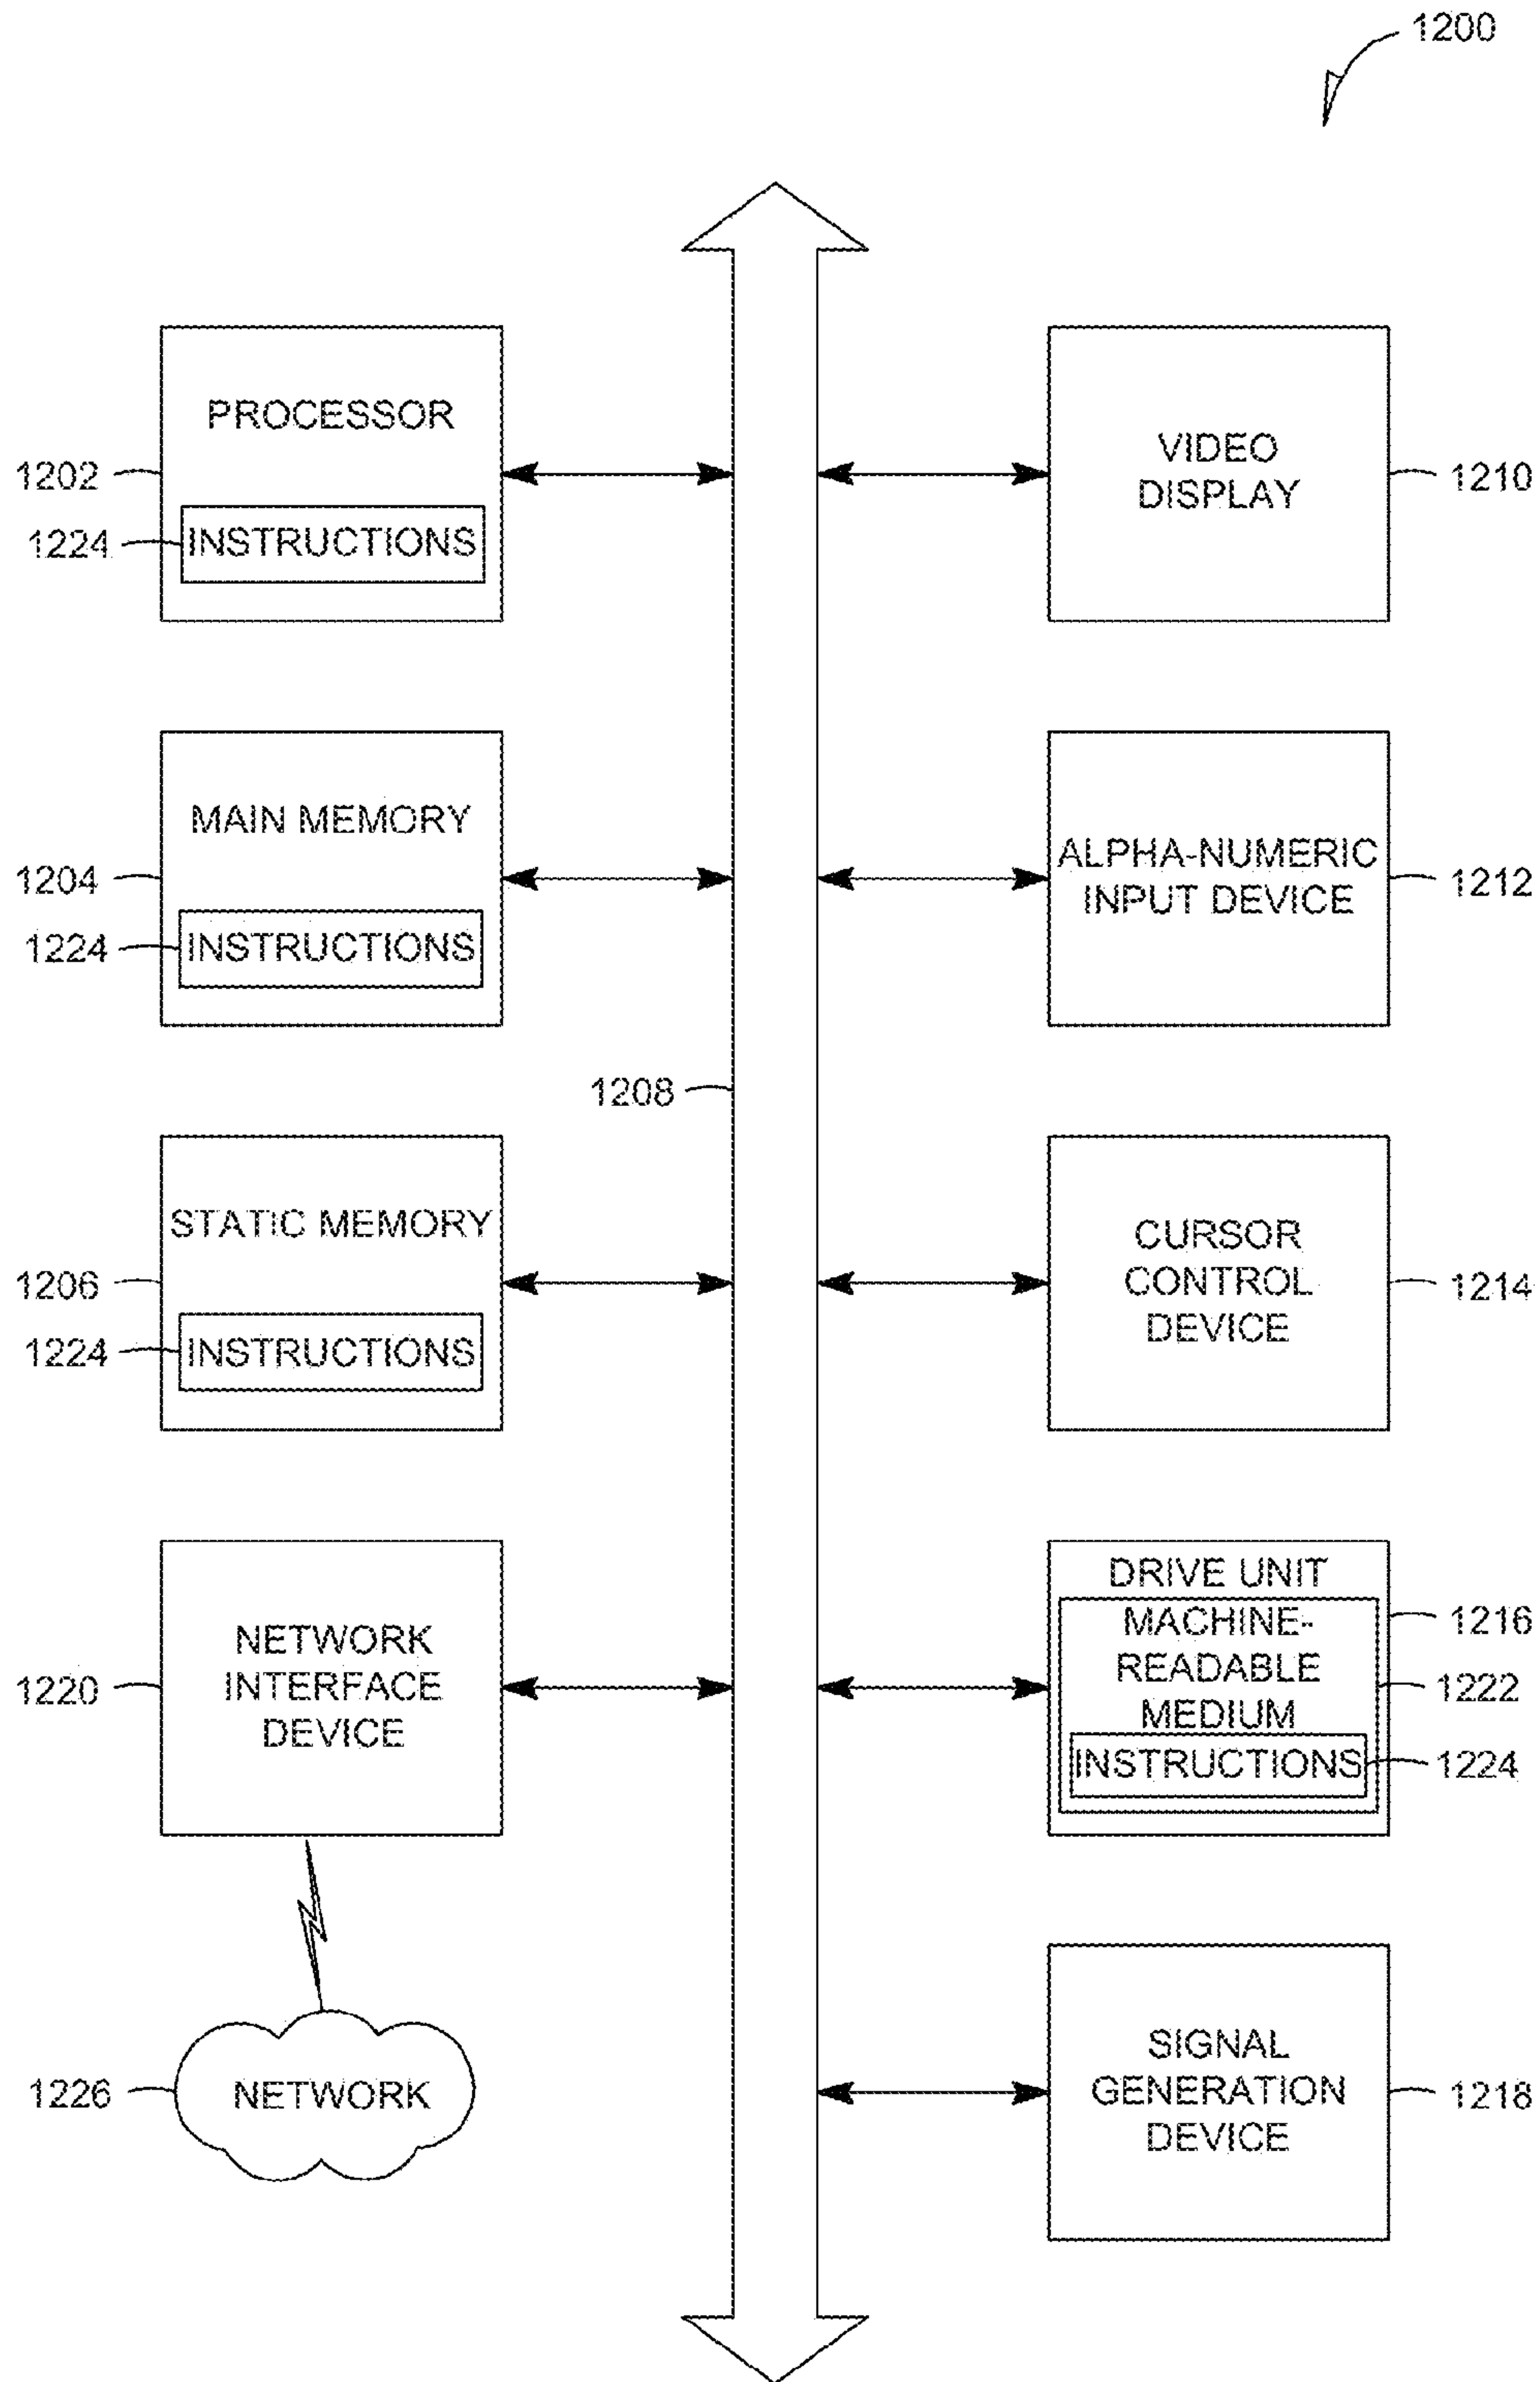 1200
PROCESSOR
1202
1224
INSTRUCTIONS
VIDEO
DISPLAY
1210
MAIN MEMORY
1204
1224
INSTRUCTIONS
ALPHA-NUMERIC
INPUT DEVICE
1212
1208
STATIC MEMORY
1206
1224
INSTRUCTIONS
CURSOR
CONTROL
DEVICE
1214
NETWORK
INTERFACE
DEVICE
1220
DRIVE UNIT
1216
MACHINE-
READABLE
MEDIUM
1222
INSTRUCTIONS
1224
1226
NETWORK
SIGNAL
GENERATION
DEVICE
1218